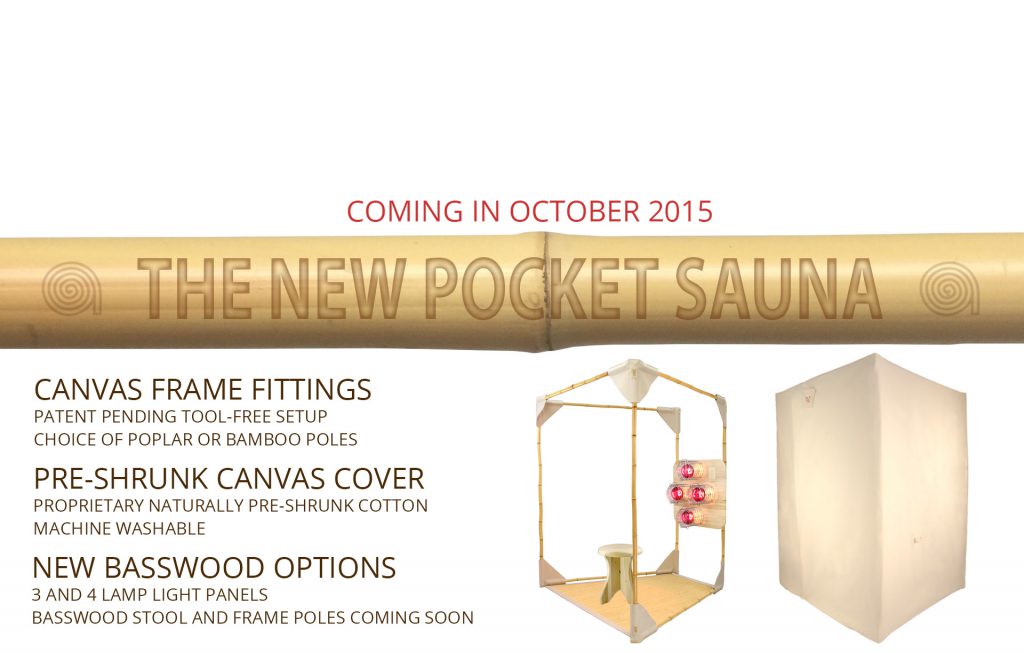 COMING IN OCTOBER 2015
THE NEW POCKET SAUNA
CANVAS FRAME FITTINGS
PATENT PENDING TOOL-FREE SETUP
CHOICE OF POPLAR OR BAMBOO POLES
PRE-SHRUNK CANVAS COVER
PROPRIETARY NATURALLY PRE-SHRUNK COTTON
MACHINE WASHABLE
NEW BASSWOOD OPTIONS
3 AND 4 LAMP LIGHT PANELS
BASSWOOD STOOL AND FRAME POLES COMING SOON